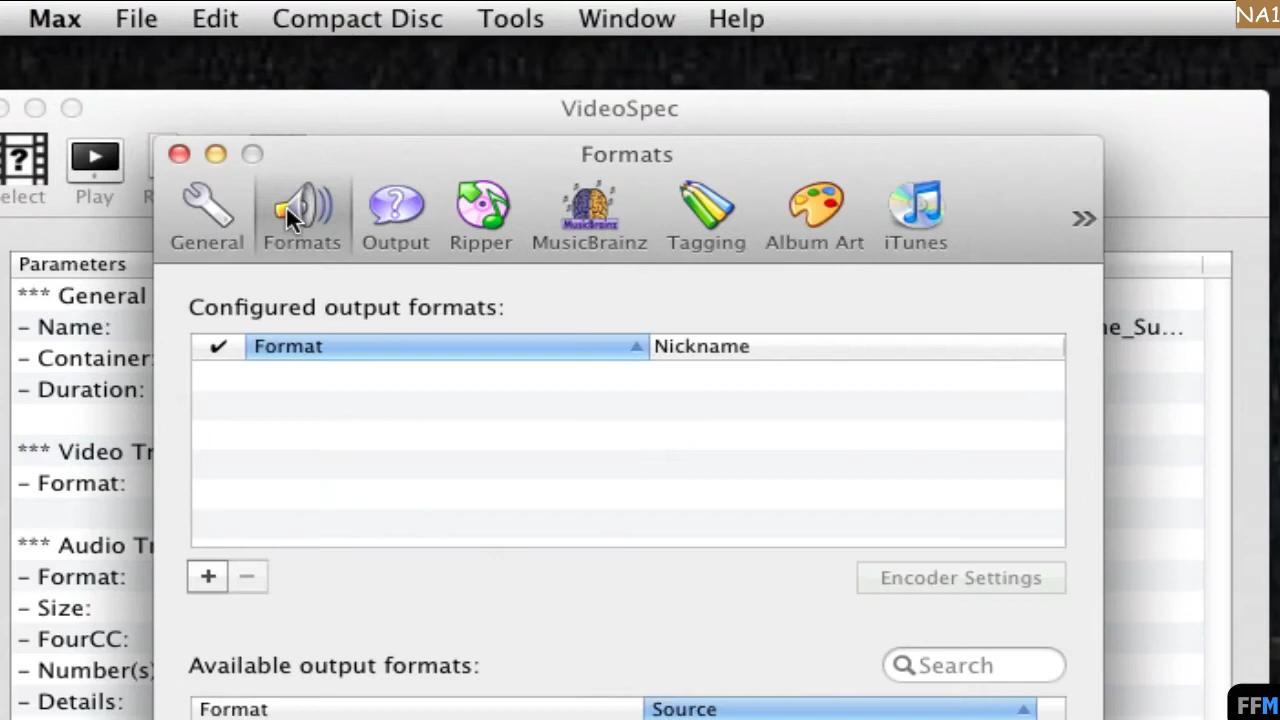 Max File Edit Compact Disc Tools Window Help
NA1
VideoSpec
elect Play
Formats
General Formats Output Ripper MusicBrainz Tagging Album Art iTunes
MusicBrainz
Parameters
*** General
- Name:
ne_Su...
- Container:
- Duration:
*** Video Tr
- Format:
*** Audio Tr
- Format:
- Size:
- FourCC:
- Number(s)
- Details:
Configured output formats:
Format Nickname
+ −
Encoder Settings
Available output formats:
Search
Format Source
FFM